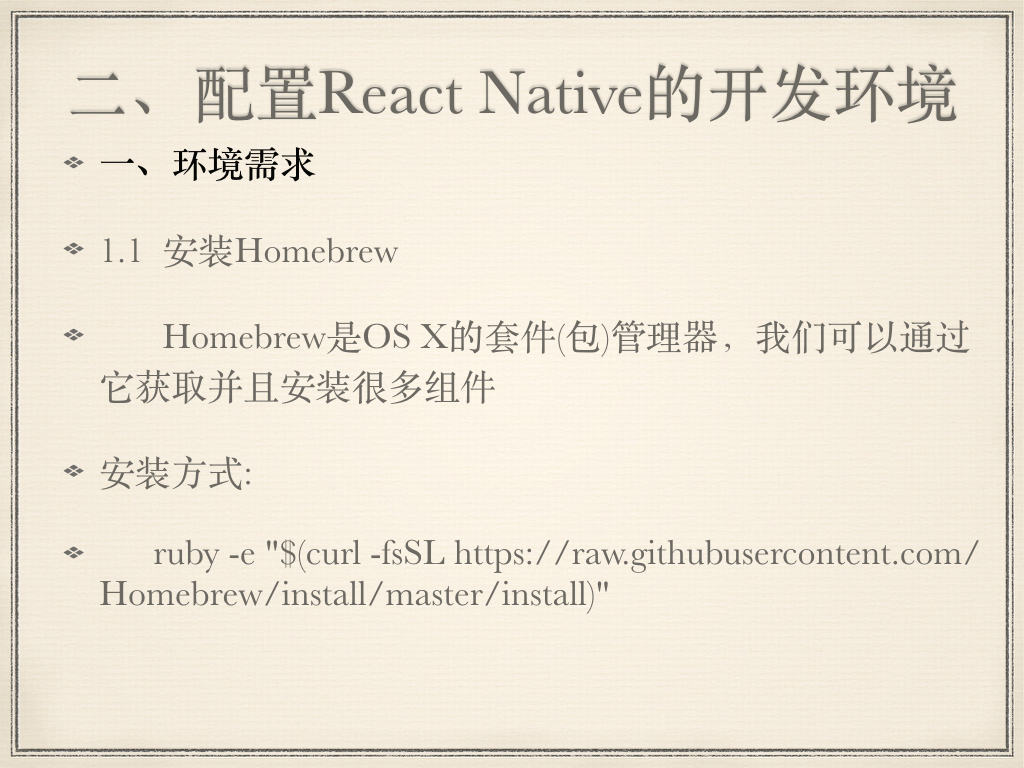 二、配置React Native的开发环境
一、环境需求
1.1 安装Homebrew
Homebrew是OS X的套件(包)管理器，我们可以通过
它获取并且安装很多组件
安装方式:
ruby -e "$(curl -fsSL https://raw.githubusercontent.com/
Homebrew/install/master/install)"